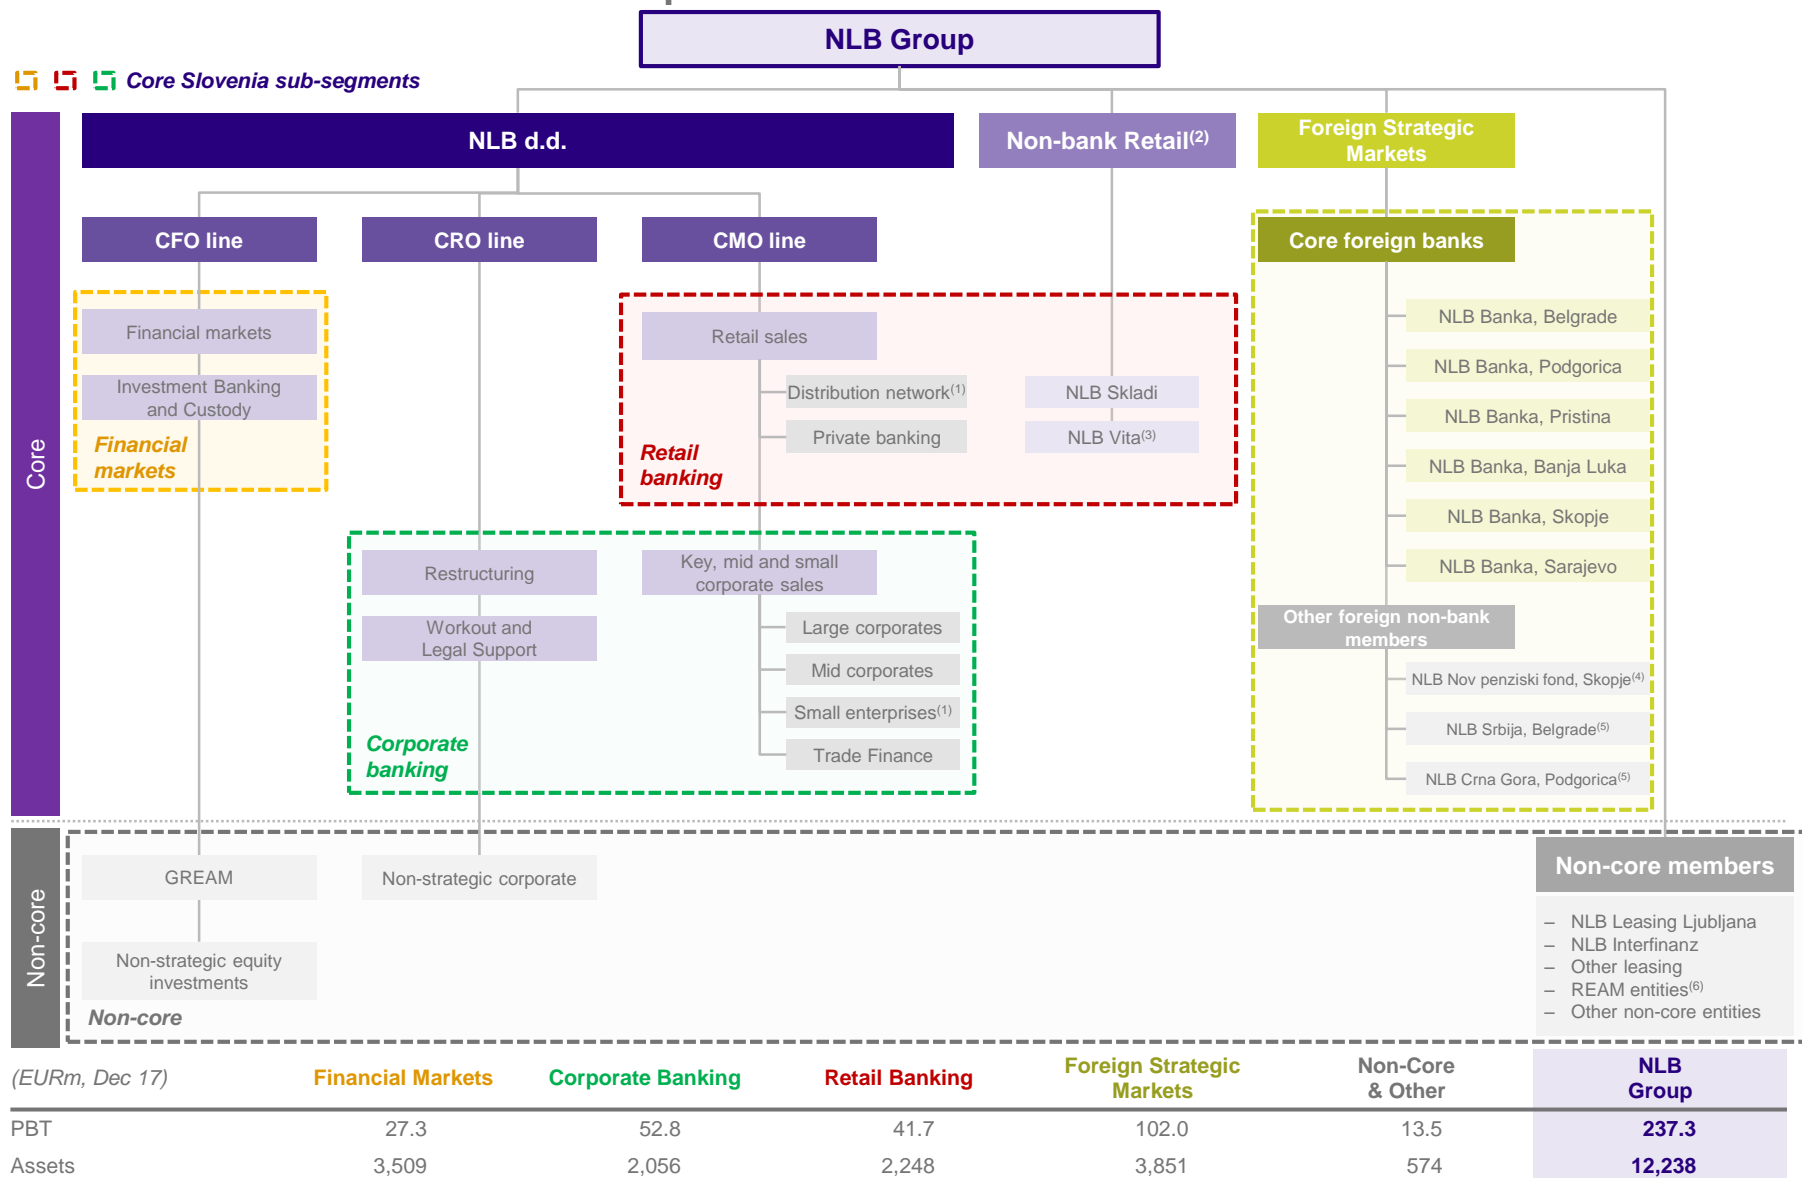 NLB Group
Core Slovenia sub-segments
Core
NLB d.d.
Non-bank Retail(2)
Foreign Strategic
Markets
CFO line
CRO line
CMO line
Core foreign banks
Financial markets
Investment Banking
and Custody
Financial
markets
Retail sales
Distribution network(1)
Private banking
Retail
banking
NLB Skladi
NLB Vita(3)
NLB Banka, Belgrade
NLB Banka, Podgorica
NLB Banka, Pristina
NLB Banka, Banja Luka
NLB Banka, Skopje
NLB Banka, Sarajevo
Restructuring
Workout and
Legal Support
Key, mid and small
corporate sales
Large corporates
Mid corporates
Small enterprises(1)
Trade Finance
Corporate
banking
Other foreign non-bank
members
NLB Nov penziski fond, Skopje(4)
NLB Srbija, Belgrade(5)
NLB Crna Gora, Podgorica(5)
Non-core
GREAM
Non-strategic corporate
Non-strategic equity
investments
Non-core
Non-core members
– NLB Leasing Ljubljana
– NLB Interfinanz
– Other leasing
– REAM entities(6)
– Other non-core entities
(EURm, Dec 17) Financial Markets Corporate Banking Retail Banking Foreign Strategic Markets Non-Core & Other NLB Group
PBT 27.3 52.8 41.7 102.0 13.5 237.3
Assets 3,509 2,056 2,248 3,851 574 12,238